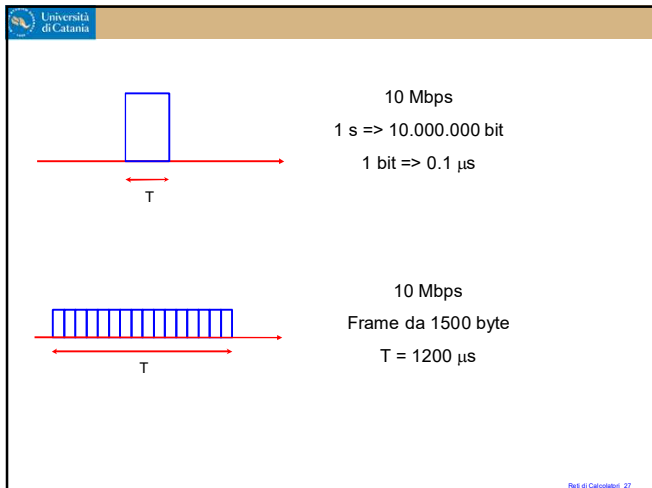 Università
di Catania
10 Mbps
1 s => 10.000.000 bit
1 bit => 0.1 μs
T
10 Mbps
Frame da 1500 byte
T = 1200 μs
T
Reti di Calcolatori 27